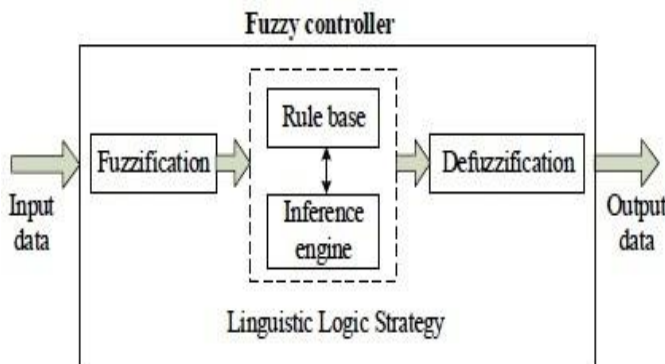 Fuzzy controller
Rule base
Fuzzification
Defuzzification
Input
data
Inference
engine
Output
data
Linguistic Logic Strategy